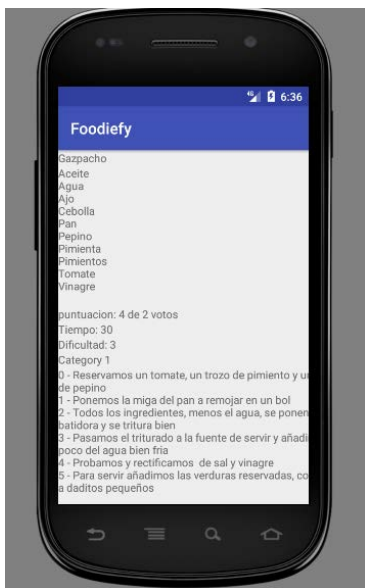 4G 6:36
Foodiefy
Gazpacho
Aceite
Agua
Ajo
Cebolla
Pan
Pepino
Pimienta
Pimientos
Tomate
Vinagre
puntuacion: 4 de 2 votos
Tiempo: 30
Dificultad: 3
Category 1
0 - Reservamos un tomate, un trozo de pimiento y u
de pepino
1 - Ponemos la miga del pan a remojar en un bol
2 - Todos los ingredientes, menos el agua, se ponen
batidora y se tritura bien
3 - Pasamos el triturado a la fuente de servir y añadi
poco del agua bien fria
4 - Probamos y rectificamos de sal y vinagre
5 - Para servir añadimos las verduras reservadas, co
a daditos pequeños